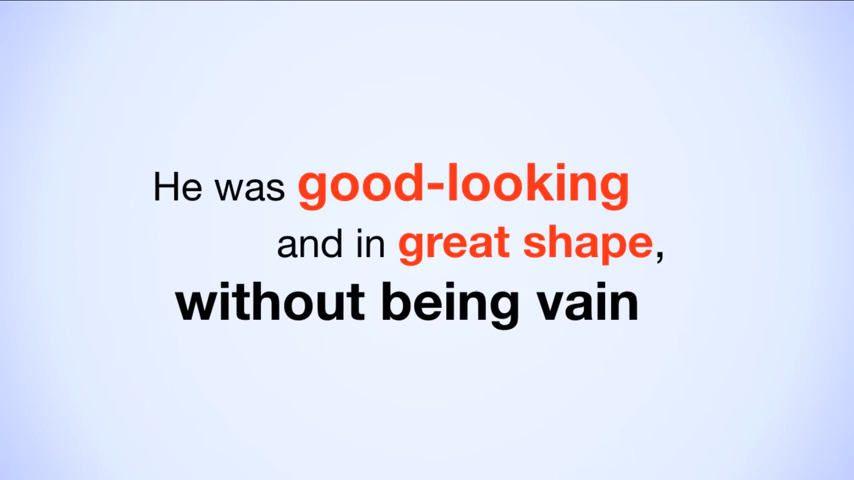 He was good-looking
and in great shape,
without being vain